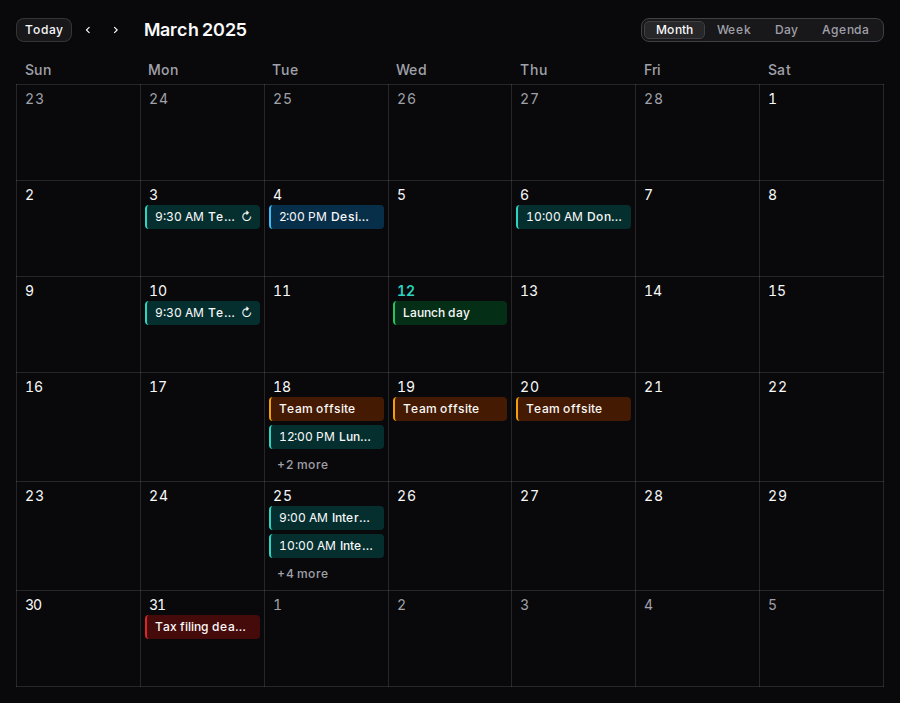 Today ‹ › March 2025 Month Week Day Agenda
Sun Mon Tue Wed Thu Fri Sat
23 24 25 26 27 28 1
2 3 4 5 6 7 8
9:30 AM Te... 2:00 PM Desi... 10:00 AM Don...
9 10 11 12 13 14 15
9:30 AM Te... Launch day
16 17 18 19 20 21 22
Team offsite Team offsite Team offsite
12:00 PM Lun...
+2 more
23 24 25 26 27 28 29
9:00 AM Inter...
10:00 AM Inte...
+4 more
30 31 1 2 3 4 5
Tax filing dea...